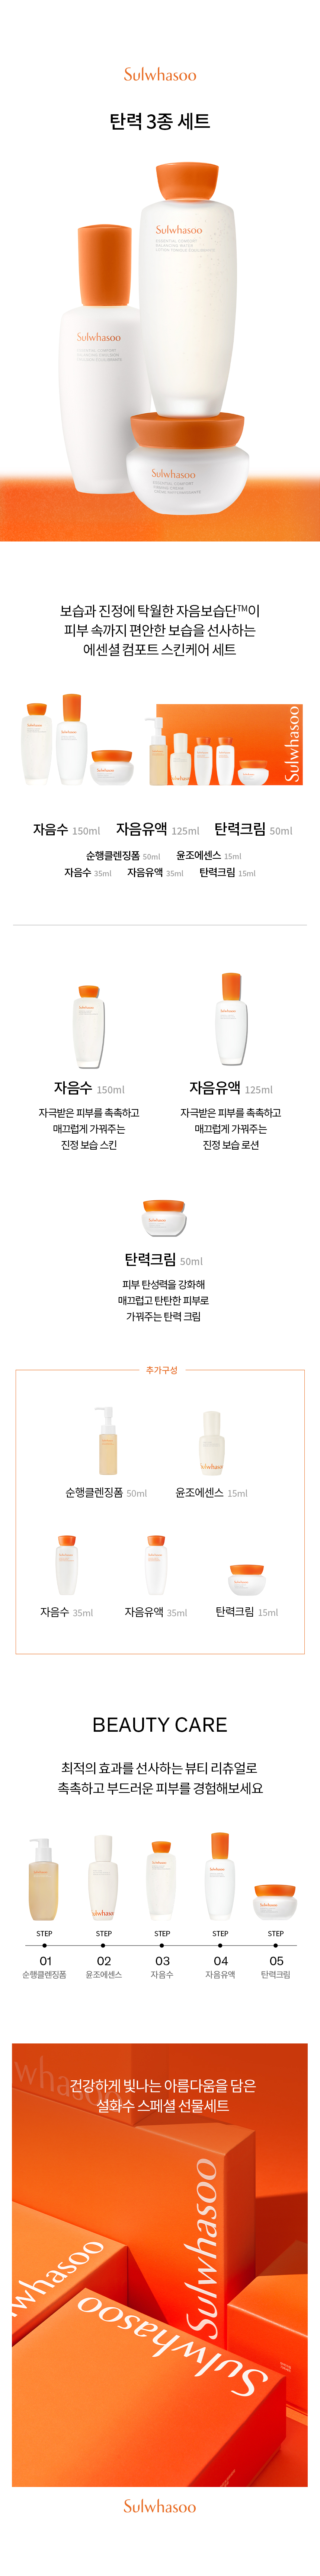 Sulwhasoo
탄력 3종 세트
Sulwhasoo
ESSENTIAL COMFORT
BALANCING WATER
Sulwhasoo
ESSENTIAL COMFORT
BALANCING EMULSION
Sulwhasoo
ESSENTIAL COMFORT
FIRMING CREAM
보습과 진정에 탁월한 자음보습단™이
피부 속까지 편안한 보습을 선사하는
에센셜 컴포트 스킨케어 세트
Sulwhasoo
자음수 150ml 자음유액 125ml 탄력크림 50ml
순행클렌징폼 50ml 윤조에센스 15ml
자음수 35ml 자음유액 35ml 탄력크림 15ml
자음수 150ml
자극받은 피부를 촉촉하고
매끄럽게 가꿔주는
진정 보습 스킨
자음유액 125ml
자극받은 피부를 촉촉하고
매끄럽게 가꿔주는
진정 보습 로션
탄력크림 50ml
피부 탄성력을 강화해
매끄럽고 탄탄한 피부로
가꿔주는 탄력 크림
추가구성
순행클렌징폼 50ml 윤조에센스 15ml
자음수 35ml 자음유액 35ml 탄력크림 15ml
BEAUTY CARE
최적의 효과를 선사하는 뷰티 리츄얼로
촉촉하고 부드러운 피부를 경험해보세요
STEP STEP STEP STEP STEP
01 02 03 04 05
순행클렌징폼 윤조에센스 자음수 자음유액 탄력크림
건강하게 빛나는 아름다움을 담은
설화수 스페셜 선물세트
Sulwhasoo
whasoo
Sulwhasoo
Sulwhasoo